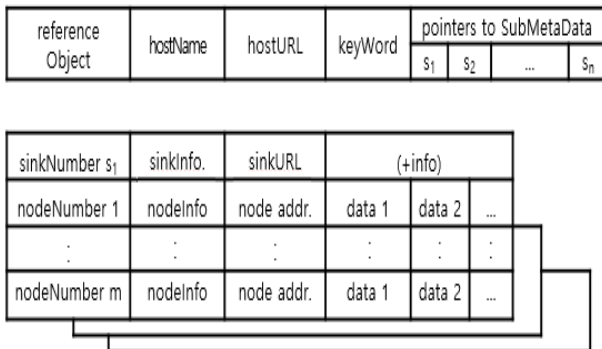 reference Object hostName hostURL keyWord pointers to SubMetaData
s1 s2 ... sn
sinkNumber s1 sinkInfo. sinkURL (+info)
nodeNumber 1 nodeInfo node addr. data 1 data 2 ...
: : : : : :
nodeNumber m nodeInfo node addr. data 1 data 2 ...